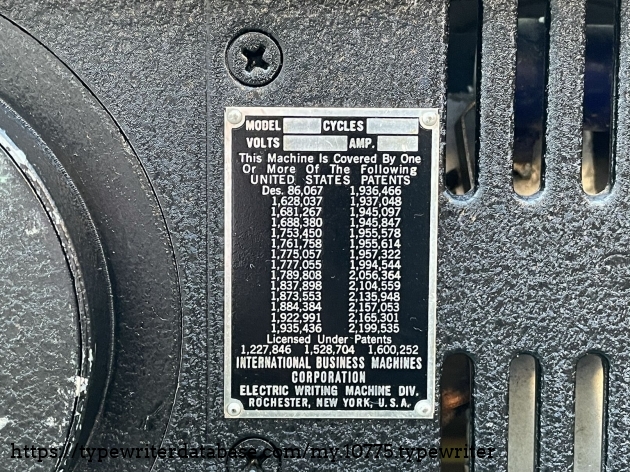 MODEL CYCLES
VOLTS AMP.
This Machine Is Covered By One
Or More Of The Following
UNITED STATES PATENTS
Des. 86,067 1,936,466
1,628,037 1,937,048
1,681,267 1,945,097
1,688,380 1,945,847
1,753,450 1,955,578
1,761,758 1,955,614
1,775,057 1,957,322
1,777,055 1,994,544
1,789,808 2,056,364
1,837,898 2,104,559
1,873,553 2,135,948
1,884,384 2,157,053
1,922,991 2,165,301
1,935,436 2,199,535
Licensed Under Patents
1,227,846 1,528,704 1,600,252
INTERNATIONAL BUSINESS MACHINES
CORPORATION
ELECTRIC WRITING MACHINE DIV.
ROCHESTER, NEW YORK, U.S.A.
https://typewriterdatabase.com/my.10775.typewriter